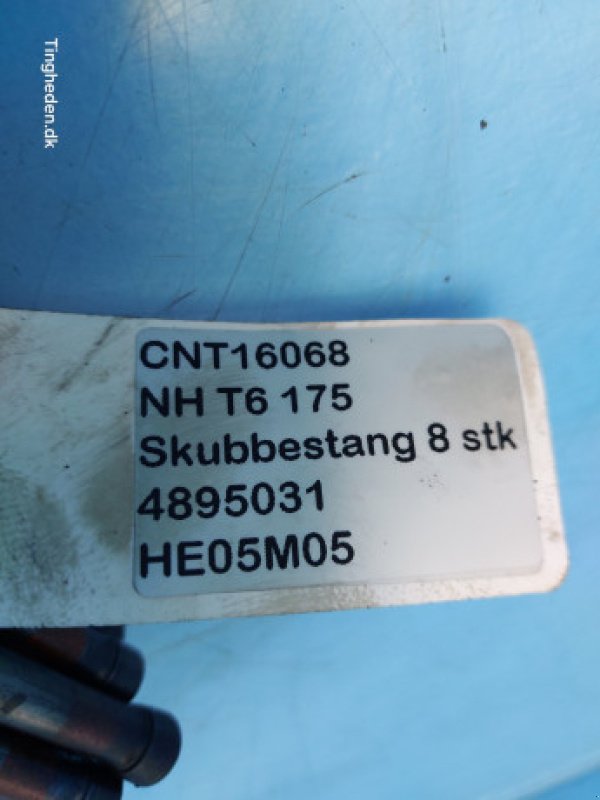 Tingheden.dk
CNT16068
NH T6 175
Skubbestang 8 stk
4895031
HE05M05